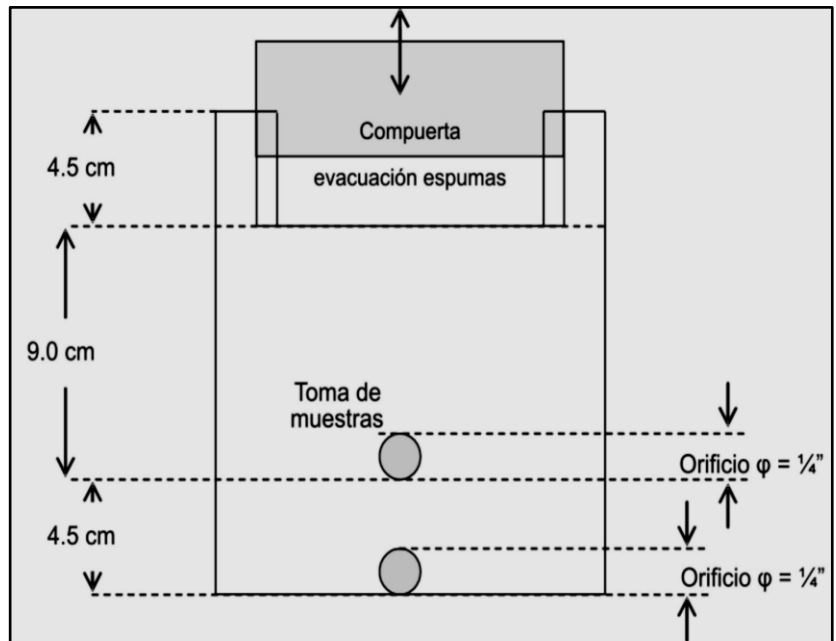 Compuerta
4.5 cm
evacuación espumas
9.0 cm
Toma de
muestras
Orificio φ = ¼”
4.5 cm
Orificio φ = ¼”